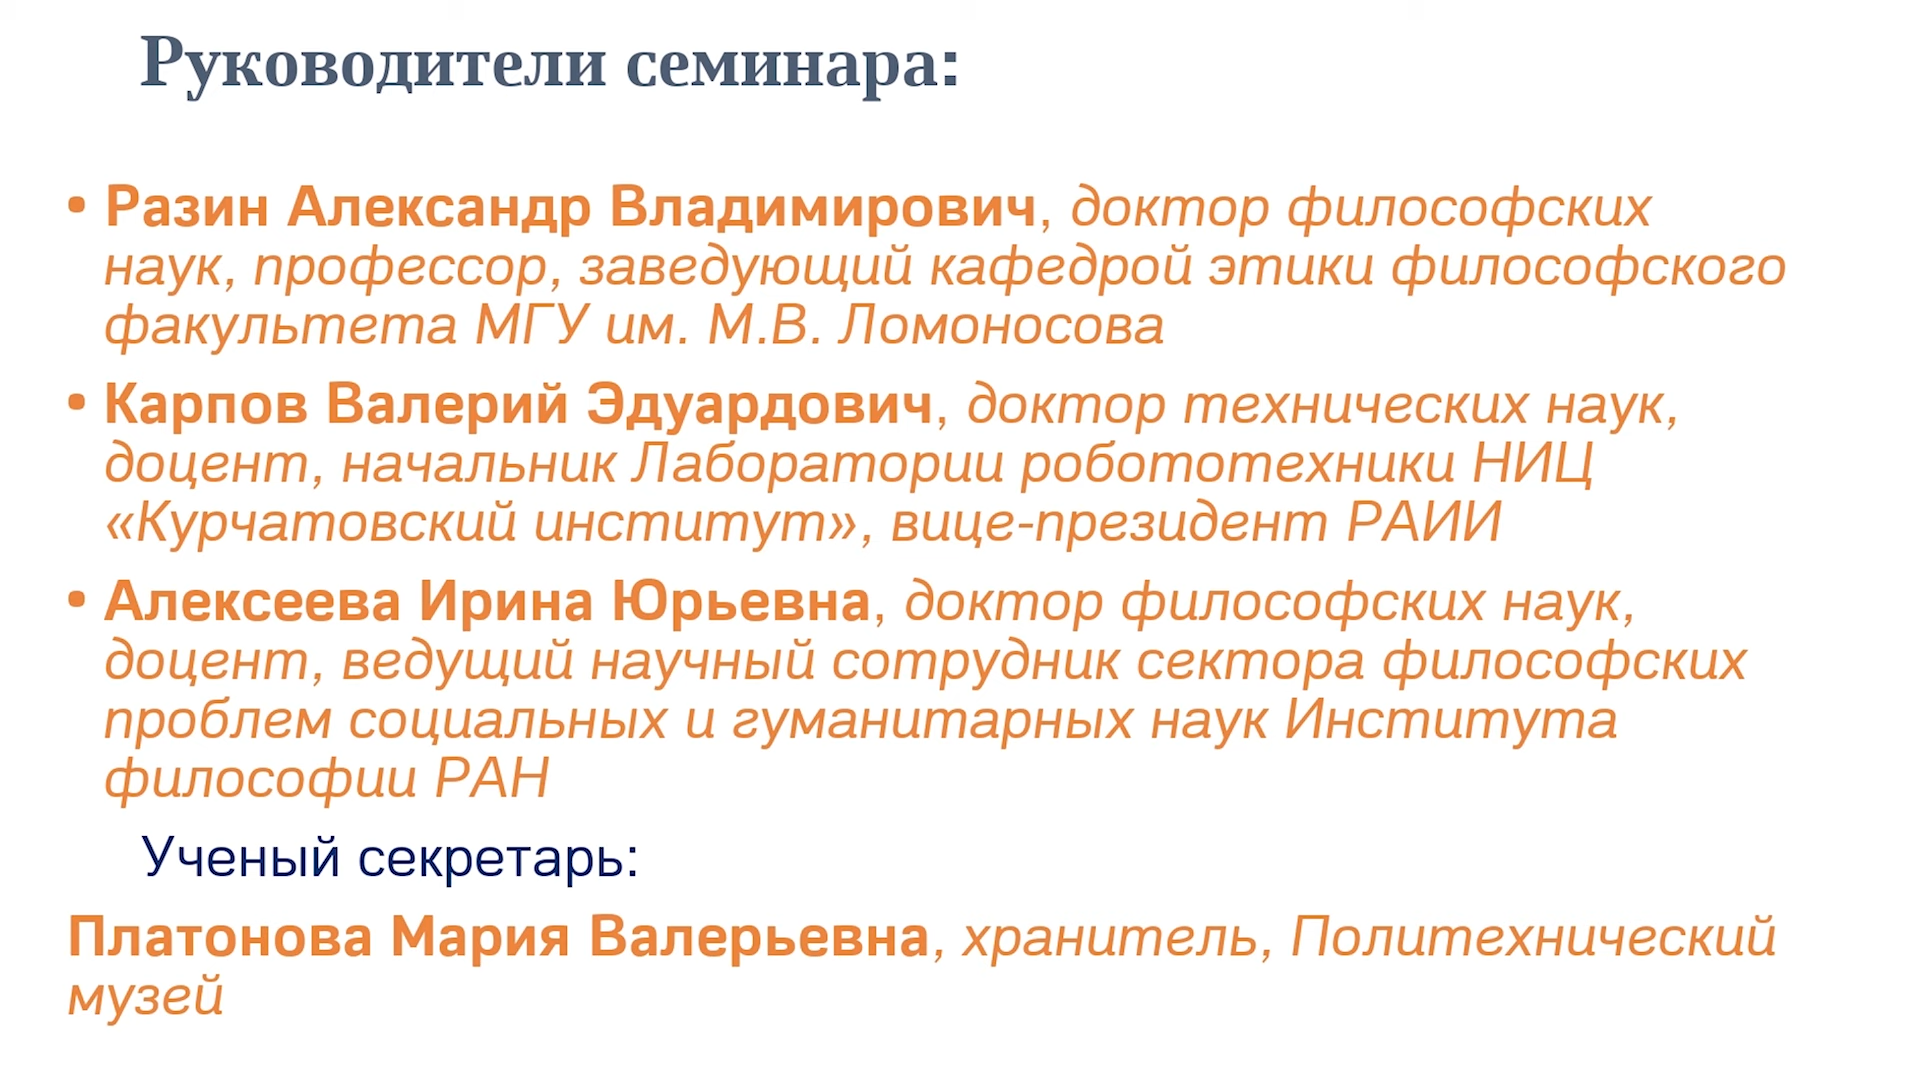 Руководители семинара:
• Разин Александр Владимирович, доктор философских
наук, профессор, заведующий кафедрой этики философского
факультета МГУ им. М.В. Ломоносова
• Карпов Валерий Эдуардович, доктор технических наук,
доцент, начальник Лаборатории робототехники НИЦ
«Курчатовский институт», вице-президент РАИИ
• Алексеева Ирина Юрьевна, доктор философских наук,
доцент, ведущий научный сотрудник сектора философских
проблем социальных и гуманитарных наук Института
философии РАН
Ученый секретарь:
Платонова Мария Валерьевна, хранитель, Политехнический
музей